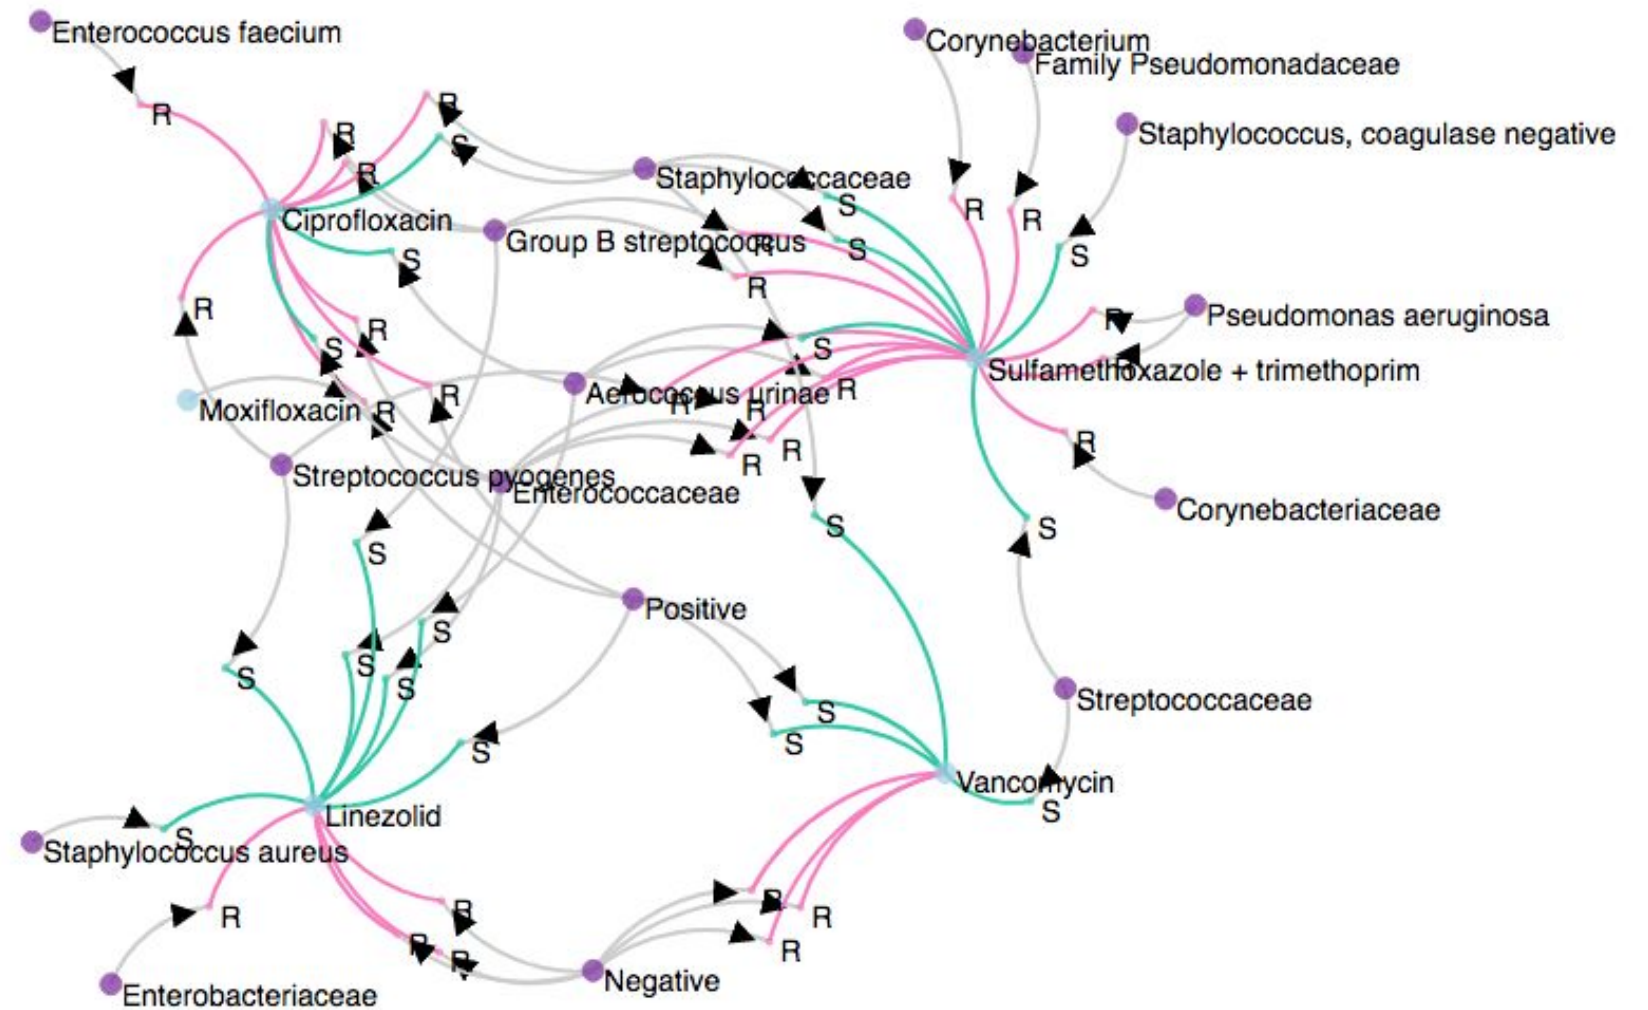 Enterococcus faecium
Corynebacterium
Family Pseudomonadaceae
R
R
R
S
Staphylococcus, coagulase negative
R
Staphylococcaceae
S
R
R
Ciprofloxacin
Group B streptococcus
R
S
S
S
R
R
R
Pseudomonas aeruginosa
R
R
S
S
Sulfamethoxazole + trimethoprim
R
Aerococcus urinae
R
R
R
Moxifloxacin
R
R
R
R
Streptococcus pyogenes
Enterococcaceae
Corynebacteriaceae
S
S
S
Positive
S
S
S
S
Streptococcaceae
S
S
S
Vancomycin
S
Linezolid
S
Staphylococcus aureus
R
R
R
R
R
R
R
Negative
Enterobacteriaceae